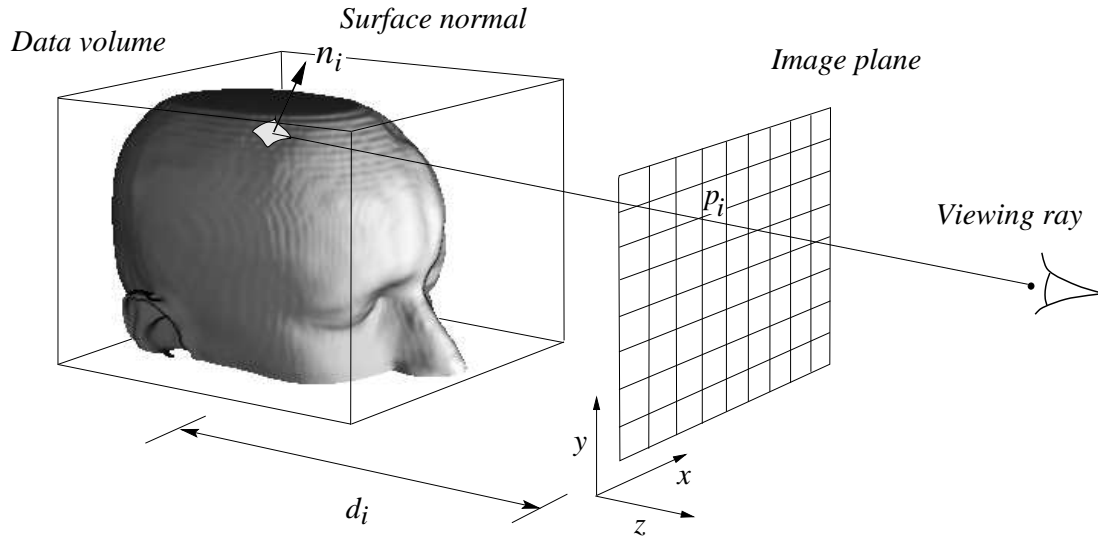 Surface normal
Data volume
n_i
Image plane
p_i
Viewing ray
y
x
d_i
z